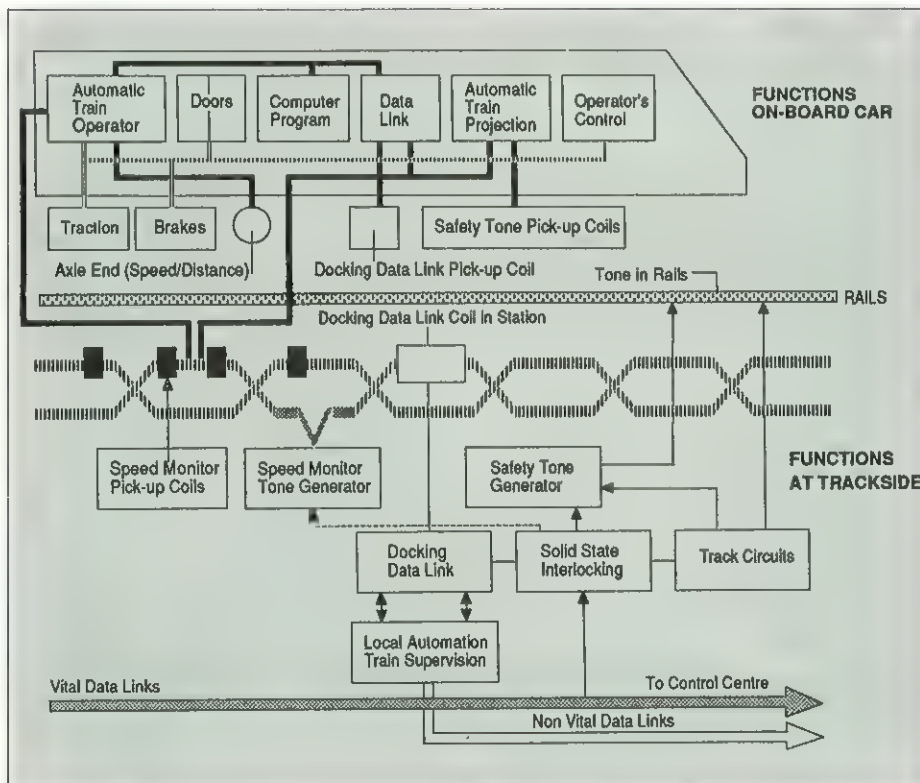 Automatic
Train
Operator
Doors
Computer
Program
Data
Link
Automatic
Train
Projection
Operator's
Control
FUNCTIONS
ON-BOARD CAR
Traction
Brakes
Safety Tone Pick-up Coils
Axle End (Speed/Distance)
Docking Data Link Pick-up Coil
Tone in Rails
RAILS
Docking Data Link Coil in Station
Speed Monitor
Pick-up Coils
Speed Monitor
Tone Generator
Safety Tone
Generator
FUNCTIONS
AT TRACKSIDE
Docking
Data Link
Solid State
Interlocking
Track Circuits
Local Automation
Train Supervision
Vital Data Links
To Control Centre
Non Vital Data Links